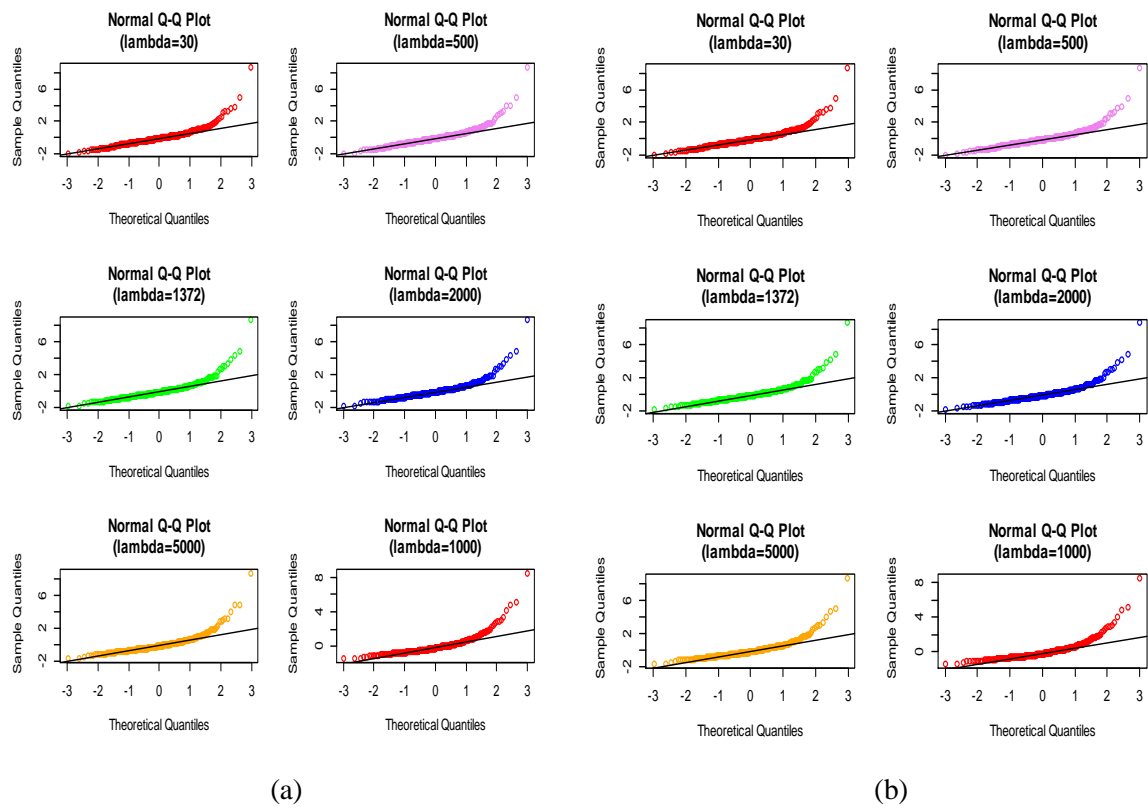 Normal Q-Q Plot
(lambda=30)
Sample Quantiles
6
2
-2
-3 -2 -1 0 1 2 3
Theoretical Quantiles
Normal Q-Q Plot
(lambda=500)
Sample Quantiles
6
2
-2
-3 -2 -1 0 1 2 3
Theoretical Quantiles
Normal Q-Q Plot
(lambda=1372)
Sample Quantiles
6
2
-2
-3 -2 -1 0 1 2 3
Theoretical Quantiles
Normal Q-Q Plot
(lambda=2000)
Sample Quantiles
6
2
-2
-3 -2 -1 0 1 2 3
Theoretical Quantiles
Normal Q-Q Plot
(lambda=5000)
Sample Quantiles
6
2
-2
-3 -2 -1 0 1 2 3
Theoretical Quantiles
Normal Q-Q Plot
(lambda=1000)
Sample Quantiles
8
4
0
-3 -2 -1 0 1 2 3
Theoretical Quantiles
(a)
Normal Q-Q Plot
(lambda=30)
Sample Quantiles
6
2
-2
-3 -2 -1 0 1 2 3
Theoretical Quantiles
Normal Q-Q Plot
(lambda=500)
Sample Quantiles
6
2
-2
-3 -2 -1 0 1 2 3
Theoretical Quantiles
Normal Q-Q Plot
(lambda=1372)
Sample Quantiles
6
2
-2
-3 -2 -1 0 1 2 3
Theoretical Quantiles
Normal Q-Q Plot
(lambda=2000)
Sample Quantiles
6
2
-2
-3 -2 -1 0 1 2 3
Theoretical Quantiles
Normal Q-Q Plot
(lambda=5000)
Sample Quantiles
6
2
-2
-3 -2 -1 0 1 2 3
Theoretical Quantiles
Normal Q-Q Plot
(lambda=1000)
Sample Quantiles
8
4
0
-3 -2 -1 0 1 2 3
Theoretical Quantiles
(b)